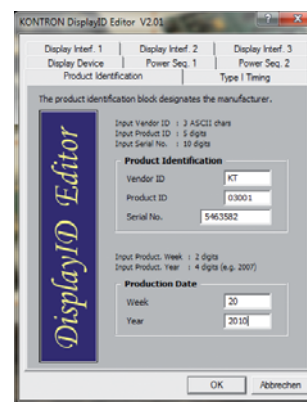 KONTRON DisplayID Editor V2.01
Display Interf. 1 Display Interf. 2 Display Interf. 3
Display Device Power Seq. 1 Power Seq. 2
Product Identification Type I Timing
The product identification block designates the manufacturer.
DisplayID Editor
Input Vendor ID : 3 ASCII chars
Input Product ID : 5 digits
Input Serial No. : 10 digits
Product Identification
Vendor ID KT
Product ID 03001
Serial No. 5463582
Input Product. Week : 2 digits
Input Product. Year : 4 digits (e.g. 2007)
Production Date
Week 20
Year 2010
OK Abbrechen